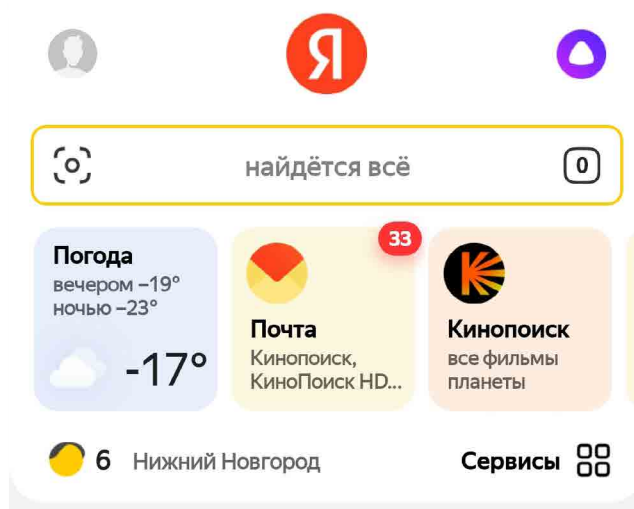 Я
найдётся всё
0
Погода
вечером −19°
ночью −23°
-17°
33
Почта
Кинопоиск,
КиноПоиск HD...
Кинопоиск
все фильмы
планеты
6 Нижний Новгород
Сервисы